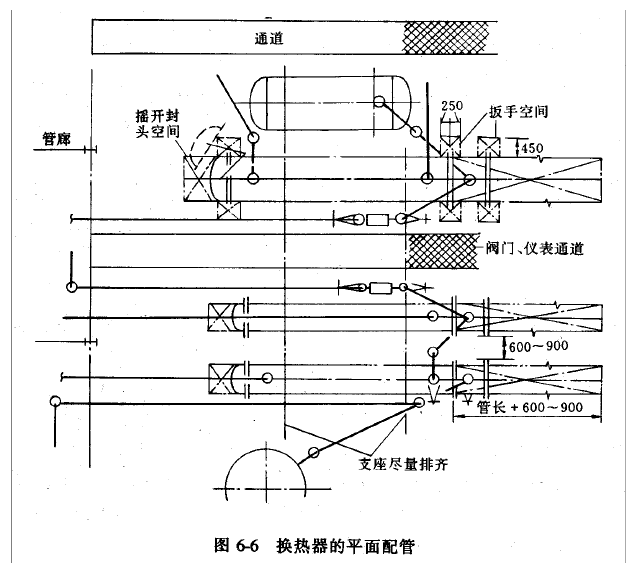 通道
摇开封
头空间
250
扳手空间
管廊
450
阀门、仪表通道
600～900
管长+600～900
支座尽量排齐
图 6-6 换热器的平面配管